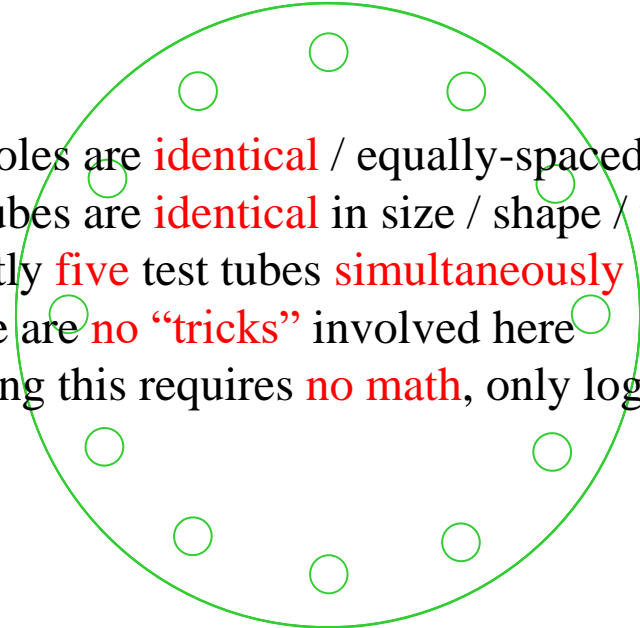 oles are identical / equally-spaced
ubes are identical in size / shape /
tly five test tubes simultaneously
e are no “tricks” involved here
ng this requires no math, only log